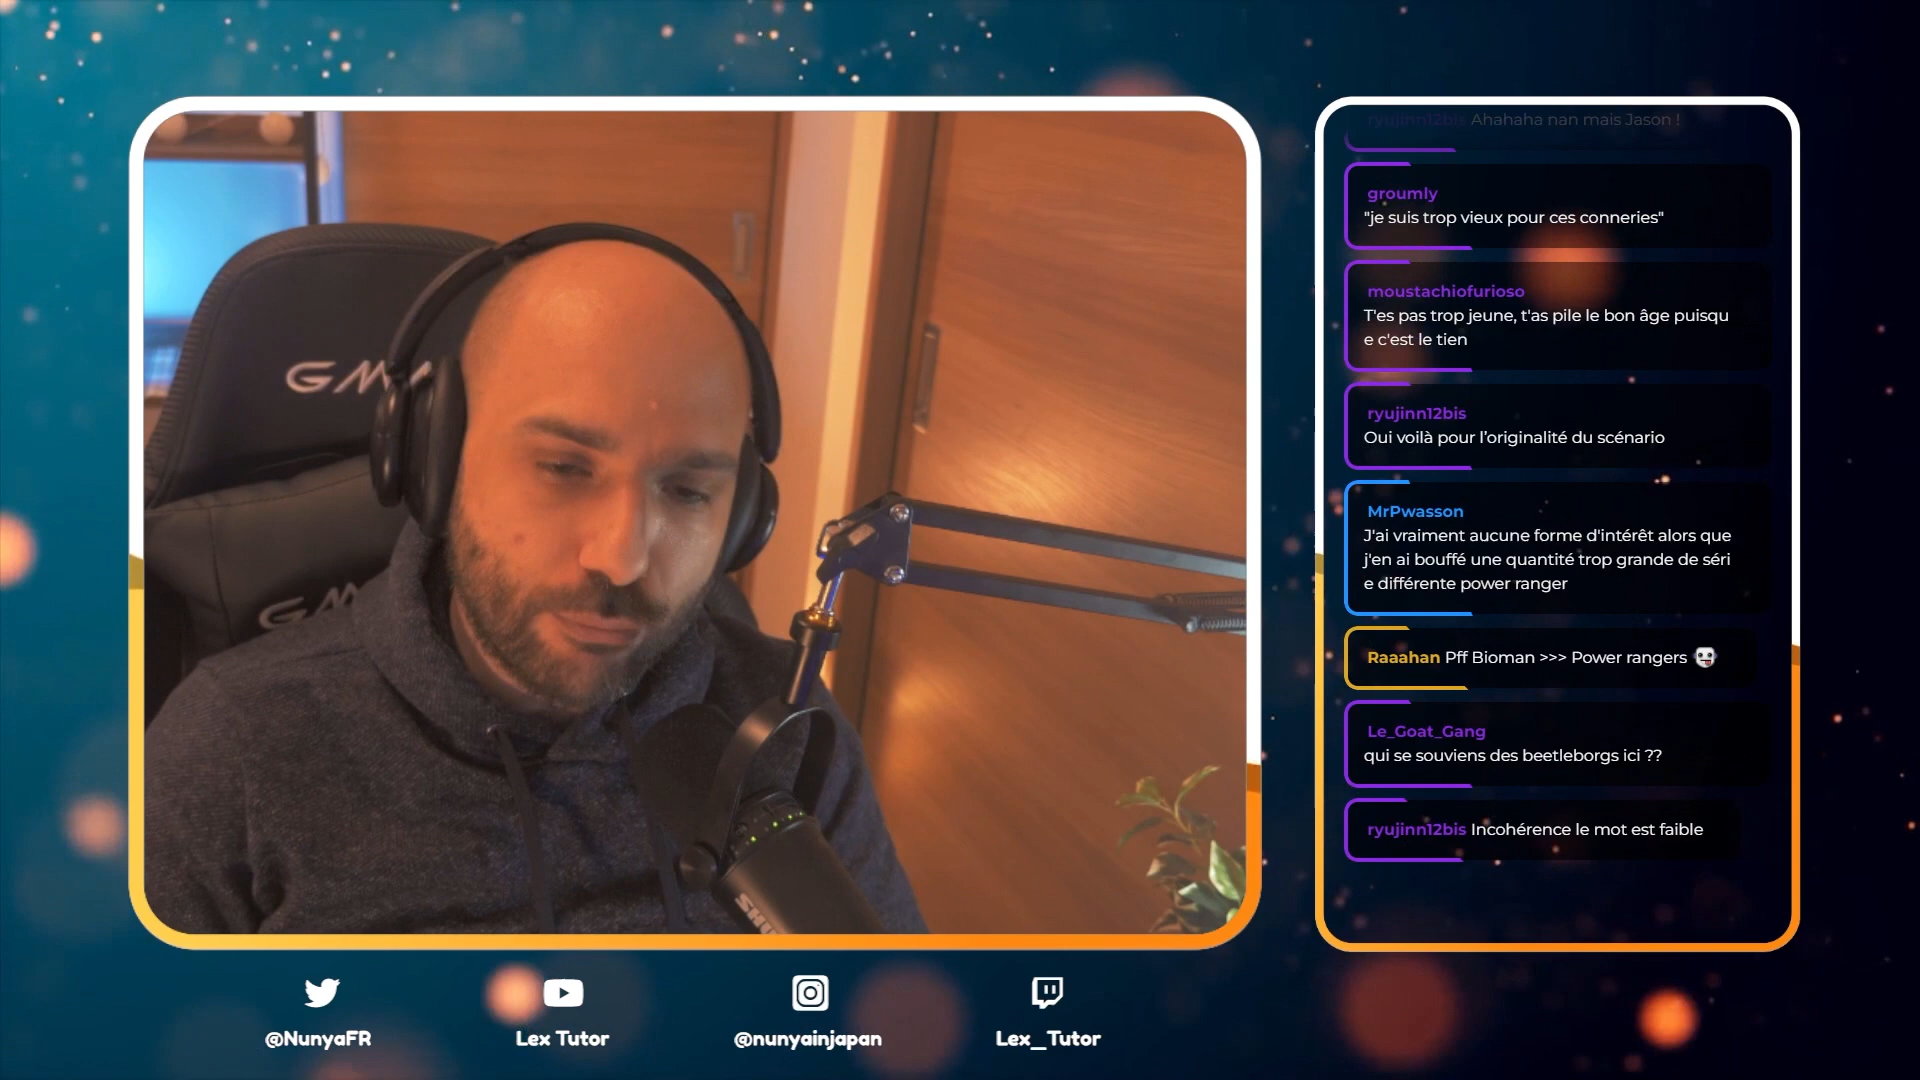 ryujinn12bis Ahahaha nan mais Jason !
groumly
"je suis trop vieux pour ces conneries"
moustachiofurioso
T'es pas trop jeune, t'as pile le bon âge puisqu
e c'est le tien
ryujinn12bis
Oui voilà pour l'originalité du scénario
MrPwasson
J'ai vraiment aucune forme d'intérêt alors que
j'en ai bouffé une quantité trop grande de séri
e différente power ranger
Raaahan Pff Bioman >>> Power rangers
Le_Goat_Gang
qui se souviens des beetleborgs ici ??
ryujinn12bis Incohérence le mot est faible
@NunyaFR
Lex Tutor
@nunyainjapan
Lex_Tutor